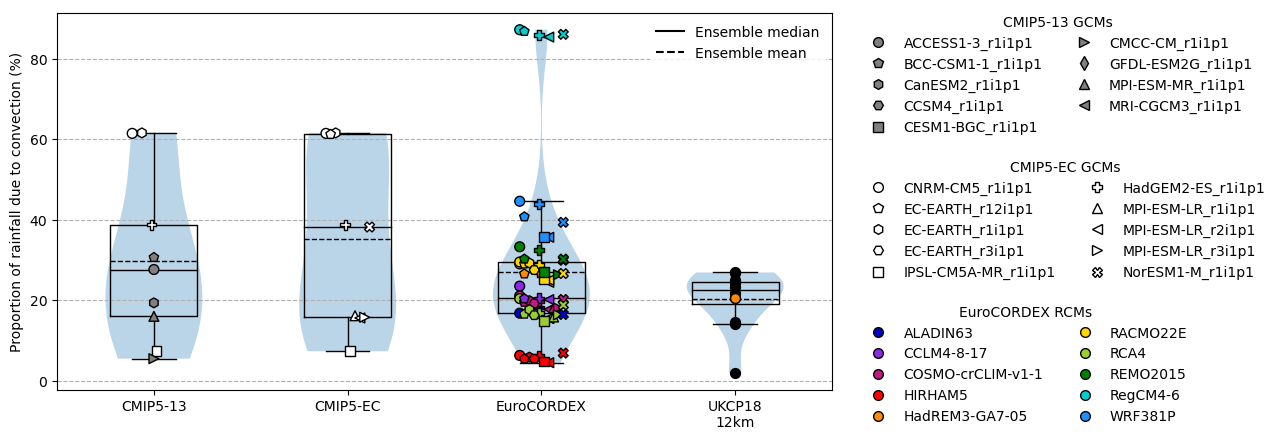 Proportion of rainfall due to convection (%)
80
60
40
20
0
Ensemble median
Ensemble mean
CMIP5-13
CMIP5-EC
EuroCORDEX
UKCP18
12km
CMIP5-13 GCMs
ACCESS1-3_r1i1p1
BCC-CSM1-1_r1i1p1
CanESM2_r1i1p1
CCSM4_r1i1p1
CESM1-BGC_r1i1p1
CMCC-CM_r1i1p1
GFDL-ESM2G_r1i1p1
MPI-ESM-MR_r1i1p1
MRI-CGCM3_r1i1p1
CMIP5-EC GCMs
CNRM-CM5_r1i1p1
EC-EARTH_r12i1p1
EC-EARTH_r1i1p1
EC-EARTH_r3i1p1
IPSL-CM5A-MR_r1i1p1
HadGEM2-ES_r1i1p1
MPI-ESM-LR_r1i1p1
MPI-ESM-LR_r2i1p1
MPI-ESM-LR_r3i1p1
NorESM1-M_r1i1p1
EuroCORDEX RCMs
ALADIN63
CCLM4-8-17
COSMO-crCLIM-v1-1
HIRHAM5
HadREM3-GA7-05
RACMO22E
RCA4
REMO2015
RegCM4-6
WRF381P